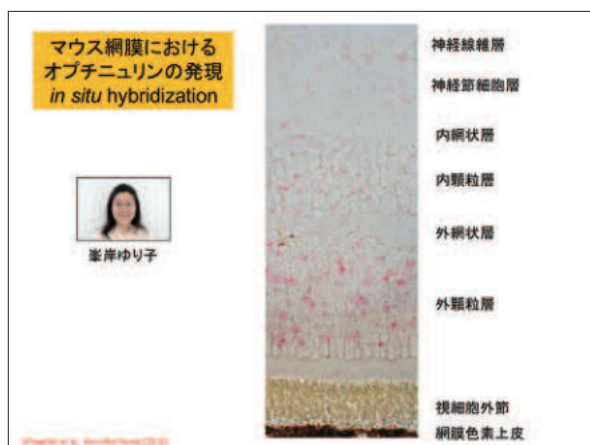 マウス網膜における
オプチニュリンの発現
in situ hybridization
峯岸ゆり子
神経線維層
神経節細胞層
内網状層
内顆粒層
外網状層
外顆粒層
視細胞外節
網膜色素上皮